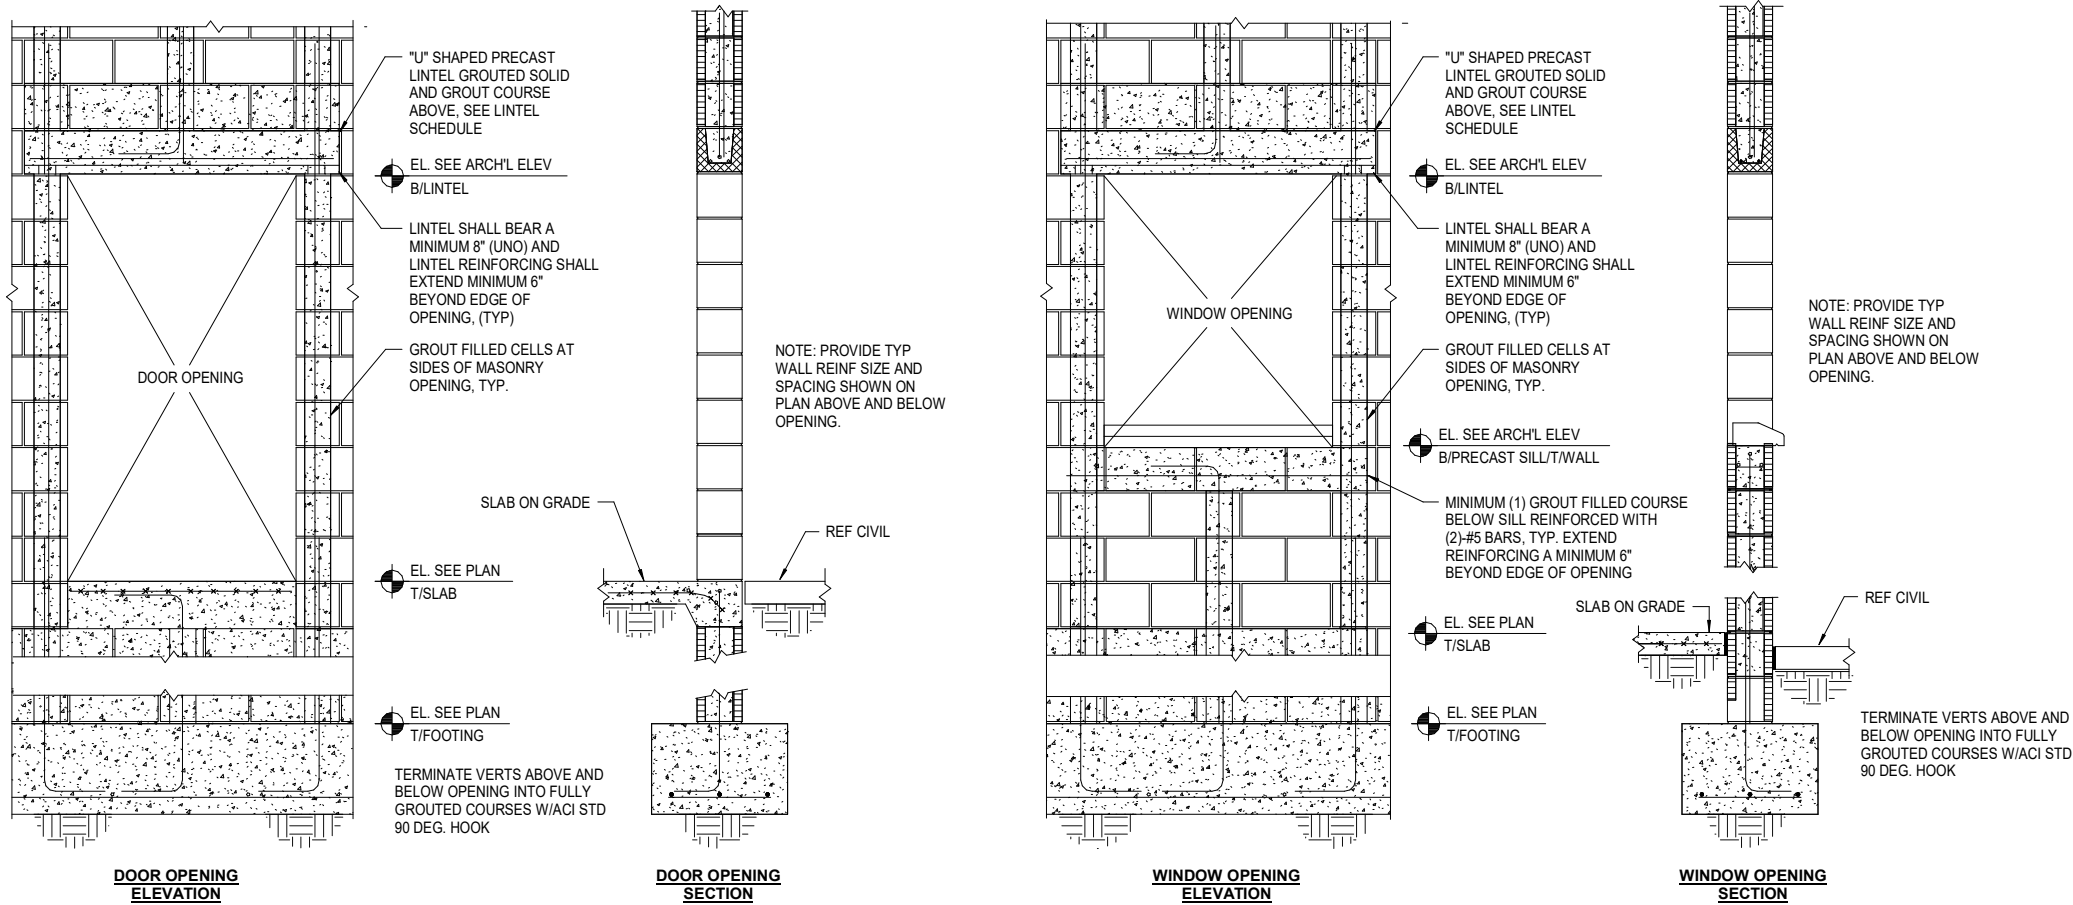 "U" SHAPED PRECAST
LINTEL GROUTED SOLID
AND GROUT COURSE
ABOVE, SEE LINTEL
SCHEDULE
EL. SEE ARCH'L ELEV
B/LINTEL
LINTEL SHALL BEAR A
MINIMUM 8" (UNO) AND
LINTEL REINFORCING SHALL
EXTEND MINIMUM 6"
BEYOND EDGE OF
OPENING, (TYP)
GROUT FILLED CELLS AT
SIDES OF MASONRY
OPENING, TYP.
DOOR OPENING
EL. SEE PLAN
T/SLAB
EL. SEE PLAN
T/FOOTING
TERMINATE VERTS ABOVE AND
BELOW OPENING INTO FULLY
GROUTED COURSES W/ACI STD
90 DEG. HOOK
DOOR OPENING
ELEVATION
NOTE: PROVIDE TYP
WALL REINF SIZE AND
SPACING SHOWN ON
PLAN ABOVE AND BELOW
OPENING.
SLAB ON GRADE
REF CIVIL
DOOR OPENING
SECTION
"U" SHAPED PRECAST
LINTEL GROUTED SOLID
AND GROUT COURSE
ABOVE, SEE LINTEL
SCHEDULE
EL. SEE ARCH'L ELEV
B/LINTEL
LINTEL SHALL BEAR A
MINIMUM 8" (UNO) AND
LINTEL REINFORCING SHALL
EXTEND MINIMUM 6"
BEYOND EDGE OF
OPENING, (TYP)
WINDOW OPENING
GROUT FILLED CELLS AT
SIDES OF MASONRY
OPENING, TYP.
EL. SEE ARCH'L ELEV
B/PRECAST SILL/T/WALL
MINIMUM (1) GROUT FILLED COURSE
BELOW SILL REINFORCED WITH
(2)-#5 BARS, TYP. EXTEND
REINFORCING A MINIMUM 6"
BEYOND EDGE OF OPENING
EL. SEE PLAN
T/SLAB
EL. SEE PLAN
T/FOOTING
WINDOW OPENING
ELEVATION
NOTE: PROVIDE TYP
WALL REINF SIZE AND
SPACING SHOWN ON
PLAN ABOVE AND BELOW
OPENING.
SLAB ON GRADE
REF CIVIL
TERMINATE VERTS ABOVE AND
BELOW OPENING INTO FULLY
GROUTED COURSES W/ACI STD
90 DEG. HOOK
WINDOW OPENING
SECTION